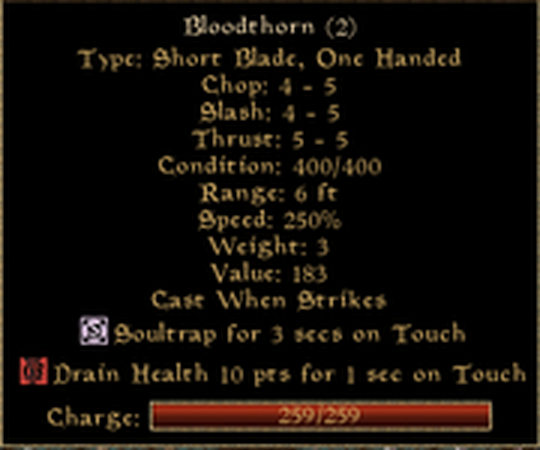 Bloodthorn (2)
Type: Short Blade, One Handed
Chop: 4 - 5
Slash: 4 - 5
Thrust: 5 - 5
Condition: 400/400
Range: 6 ft
Speed: 250%
Weight: 3
Value: 183
Cast When Strikes
Soultrap for 3 secs on Touch
Drain Health 10 pts for 1 sec on Touch
Charge: 259/259